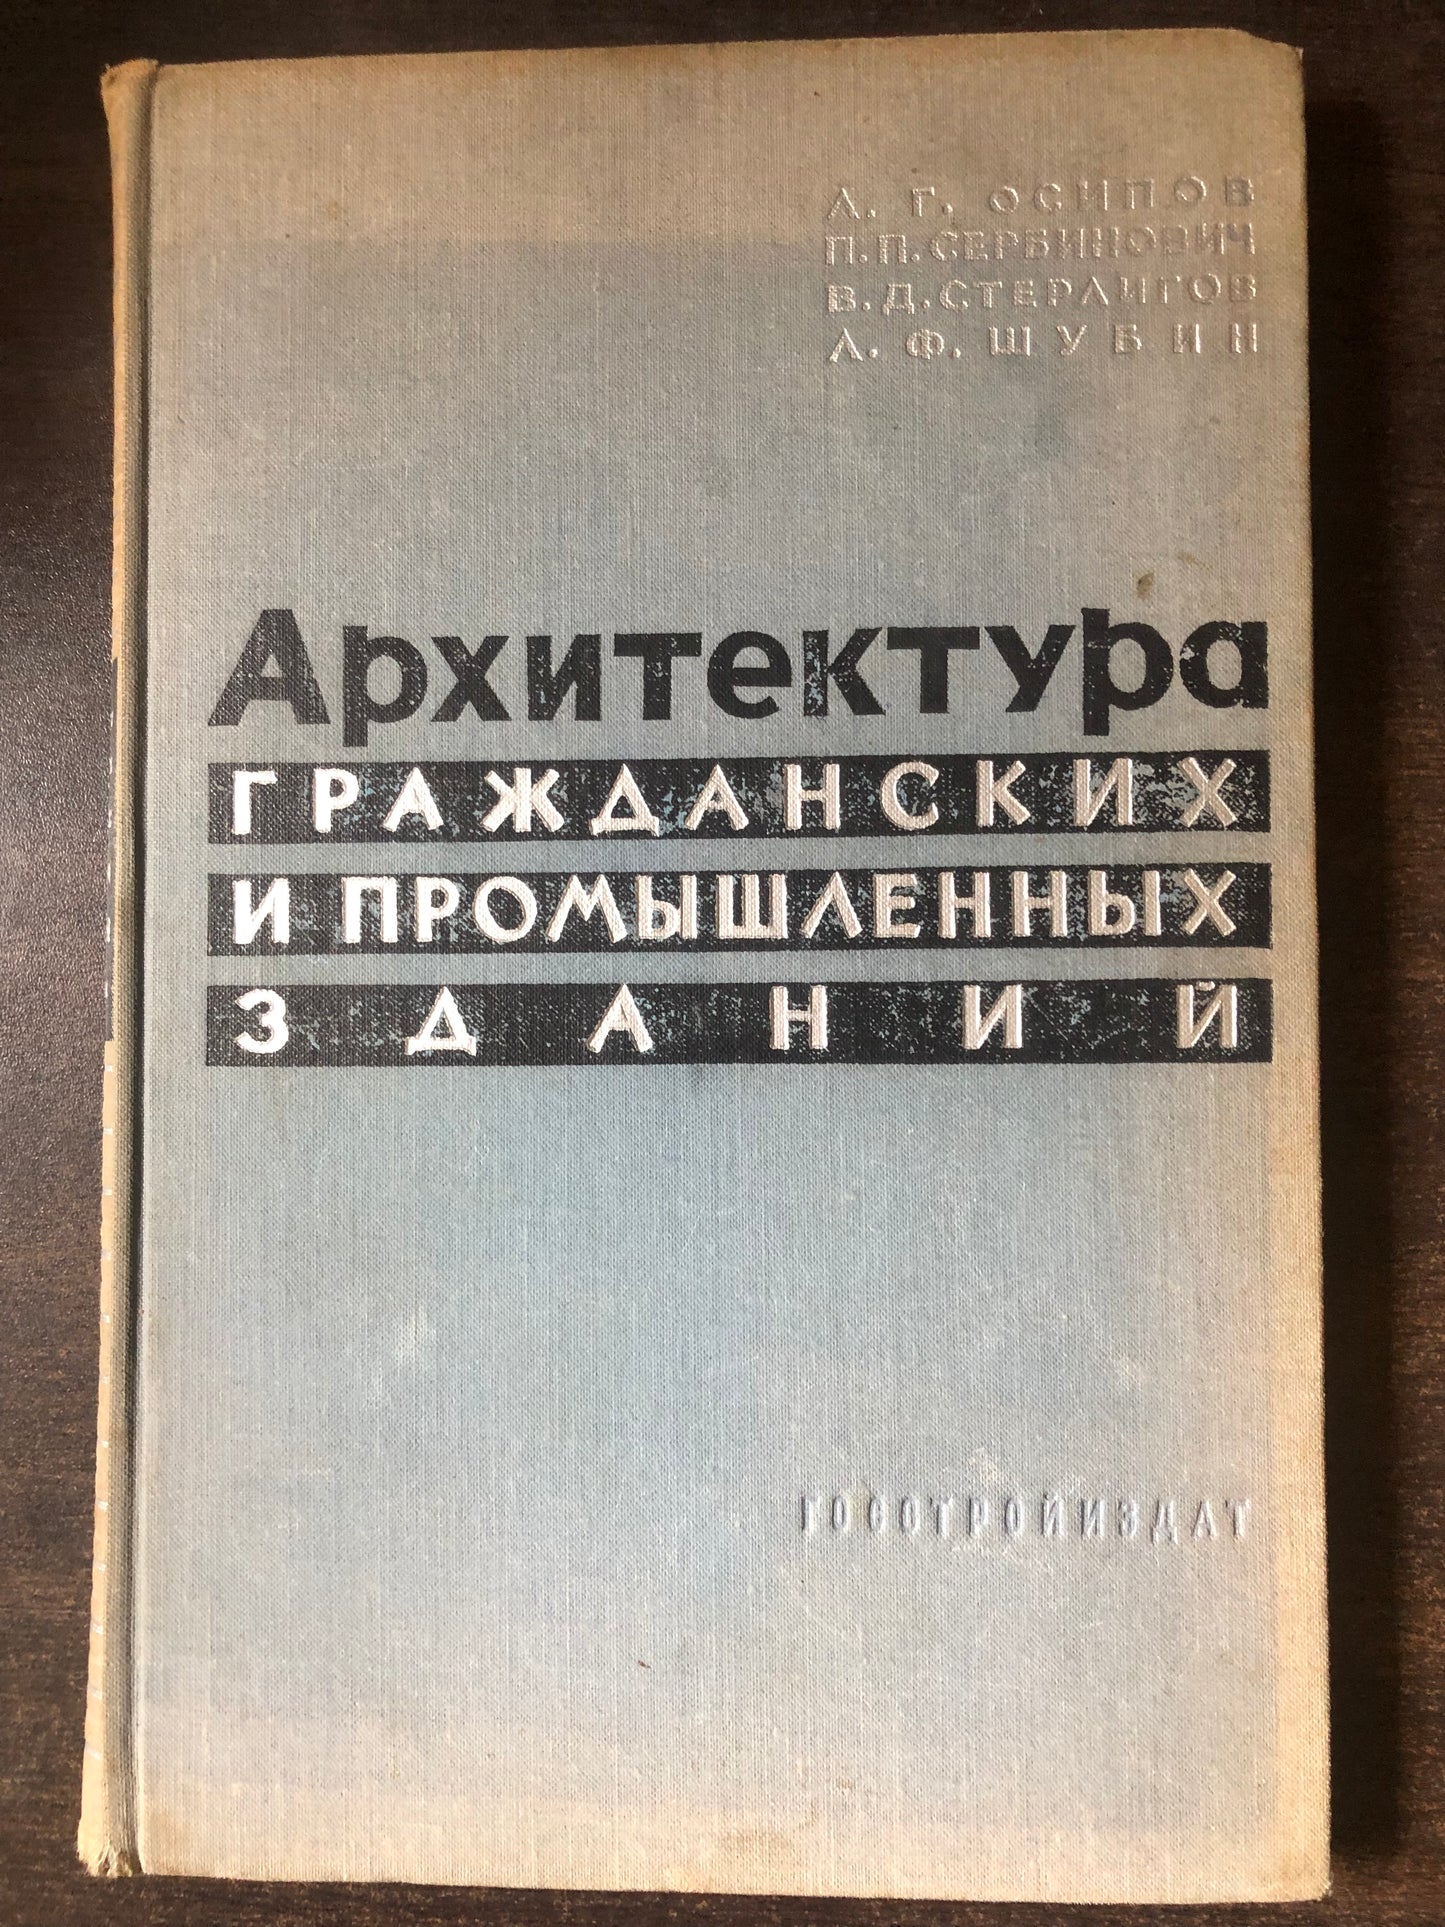 Л. Г. ОСИПОВ
П. П. СЕРБИНОВИЧ
В. Д. СТЕРЛИГОВ
Л. Ф. ШУБИН
Архитектура
ГРАЖДАНСКИХ
И ПРОМЫШЛЕННЫХ
ЗДАНИЙ
ГОССТРОЙИЗДАТ